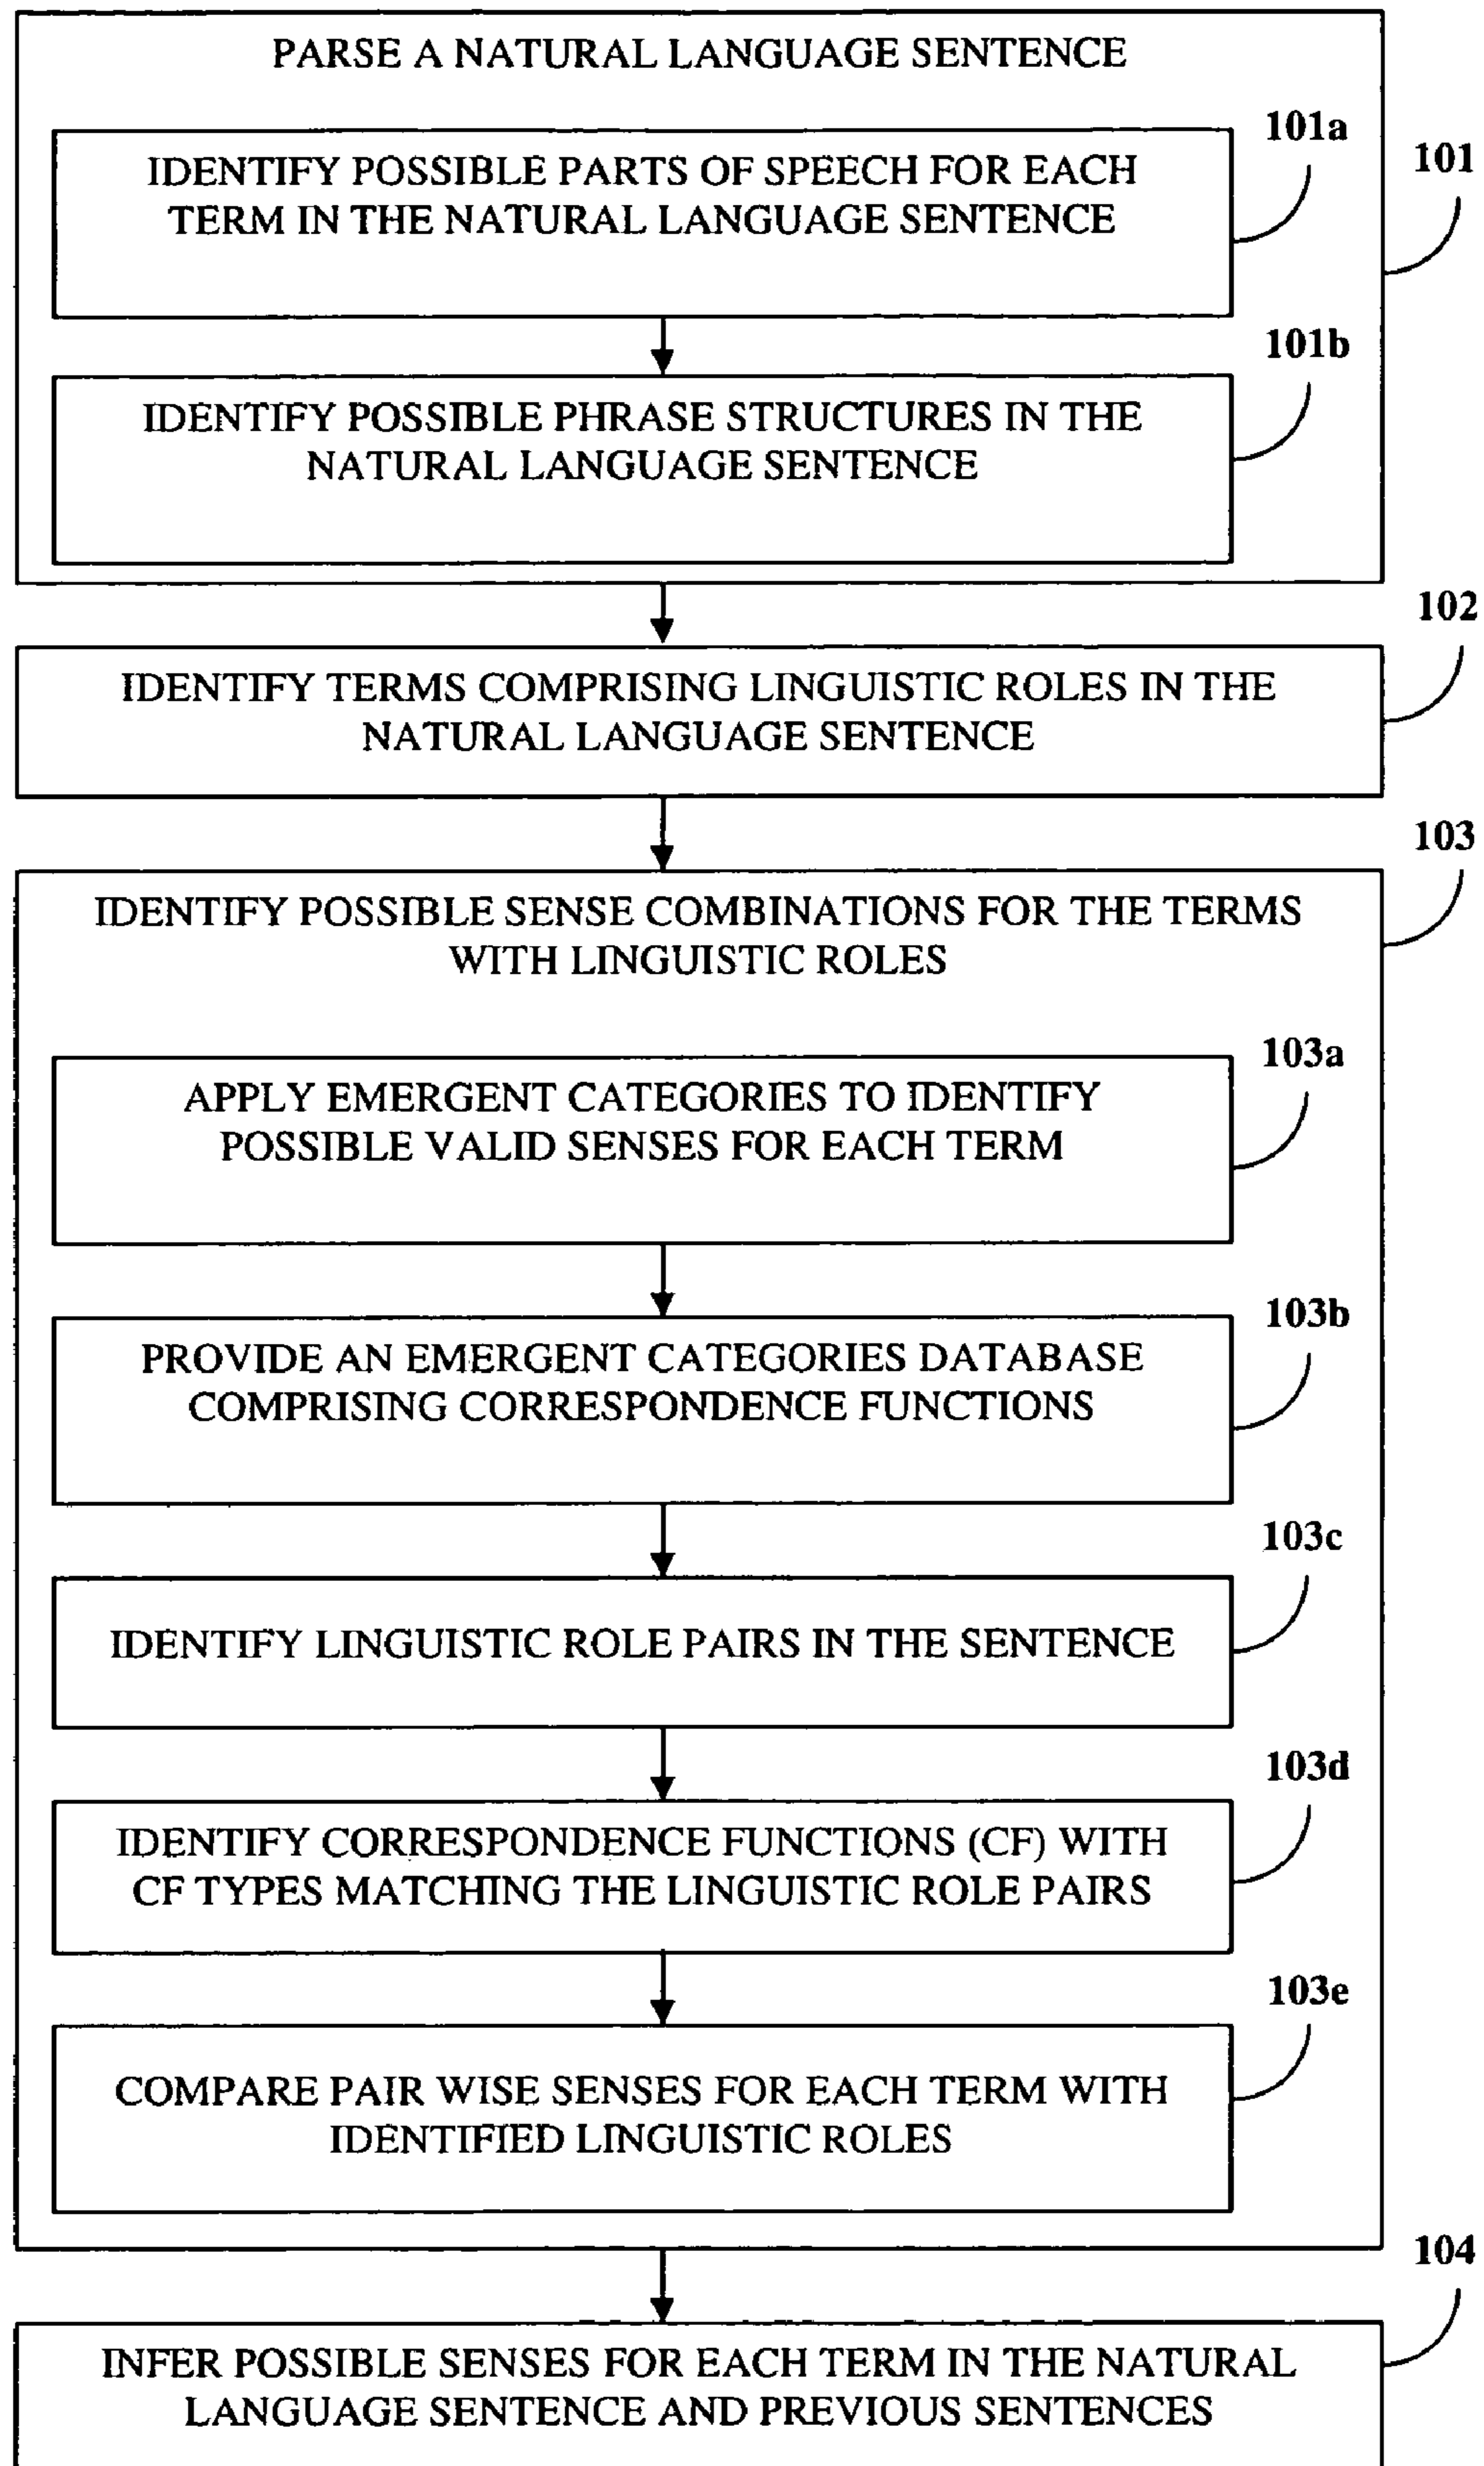 PARSE A NATURAL LANGUAGE SENTENCE
101a
101
IDENTIFY POSSIBLE PARTS OF SPEECH FOR EACH
TERM IN THE NATURAL LANGUAGE SENTENCE
101b
IDENTIFY POSSIBLE PHRASE STRUCTURES IN THE
NATURAL LANGUAGE SENTENCE
102
IDENTIFY TERMS COMPRISING LINGUISTIC ROLES IN THE
NATURAL LANGUAGE SENTENCE
103
IDENTIFY POSSIBLE SENSE COMBINATIONS FOR THE TERMS
WITH LINGUISTIC ROLES
103a
APPLY EMERGENT CATEGORIES TO IDENTIFY
POSSIBLE VALID SENSES FOR EACH TERM
103b
PROVIDE AN EMERGENT CATEGORIES DATABASE
COMPRISING CORRESPONDENCE FUNCTIONS
103c
IDENTIFY LINGUISTIC ROLE PAIRS IN THE SENTENCE
103d
IDENTIFY CORRESPONDENCE FUNCTIONS (CF) WITH
CF TYPES MATCHING THE LINGUISTIC ROLE PAIRS
103e
COMPARE PAIR WISE SENSES FOR EACH TERM WITH
IDENTIFIED LINGUISTIC ROLES
104
INFER POSSIBLE SENSES FOR EACH TERM IN THE NATURAL
LANGUAGE SENTENCE AND PREVIOUS SENTENCES